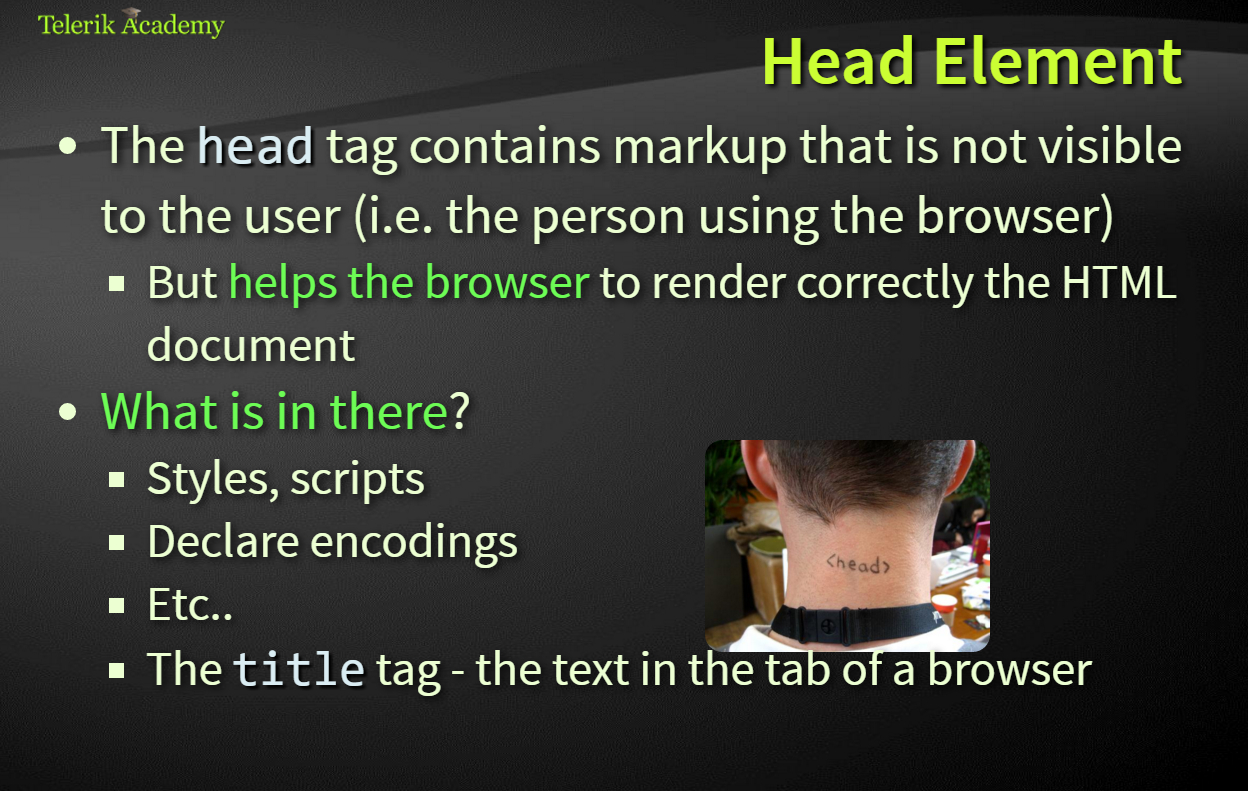 Telerik Academy
Head Element
The head tag contains markup that is not visible
to the user (i.e. the person using the browser)
But helps the browser to render correctly the HTML
document
What is in there?
Styles, scripts
Declare encodings
<head>
Etc..
The title tag - the text in the tab of a browser